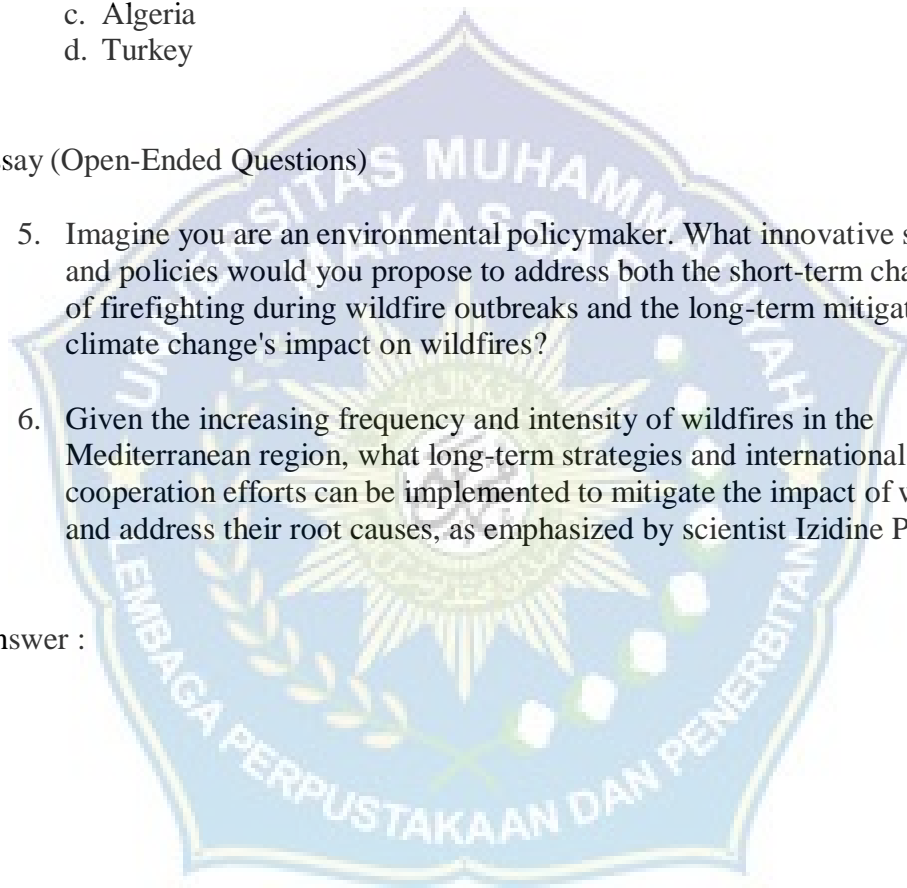 c. Algeria
d. Turkey
say (Open-Ended Questions)
5. Imagine you are an environmental policymaker. What innovative s
and policies would you propose to address both the short-term cha
of firefighting during wildfire outbreaks and the long-term mitigat
climate change's impact on wildfires?
6. Given the increasing frequency and intensity of wildfires in the
Mediterranean region, what long-term strategies and international
cooperation efforts can be implemented to mitigate the impact of w
and address their root causes, as emphasized by scientist Izidine P
nswer :
UNIVERSITAS MUHAMMADIYAH
MAKASSAR
LEMBAGA PERPUSTAKAAN DAN PENERBITAN